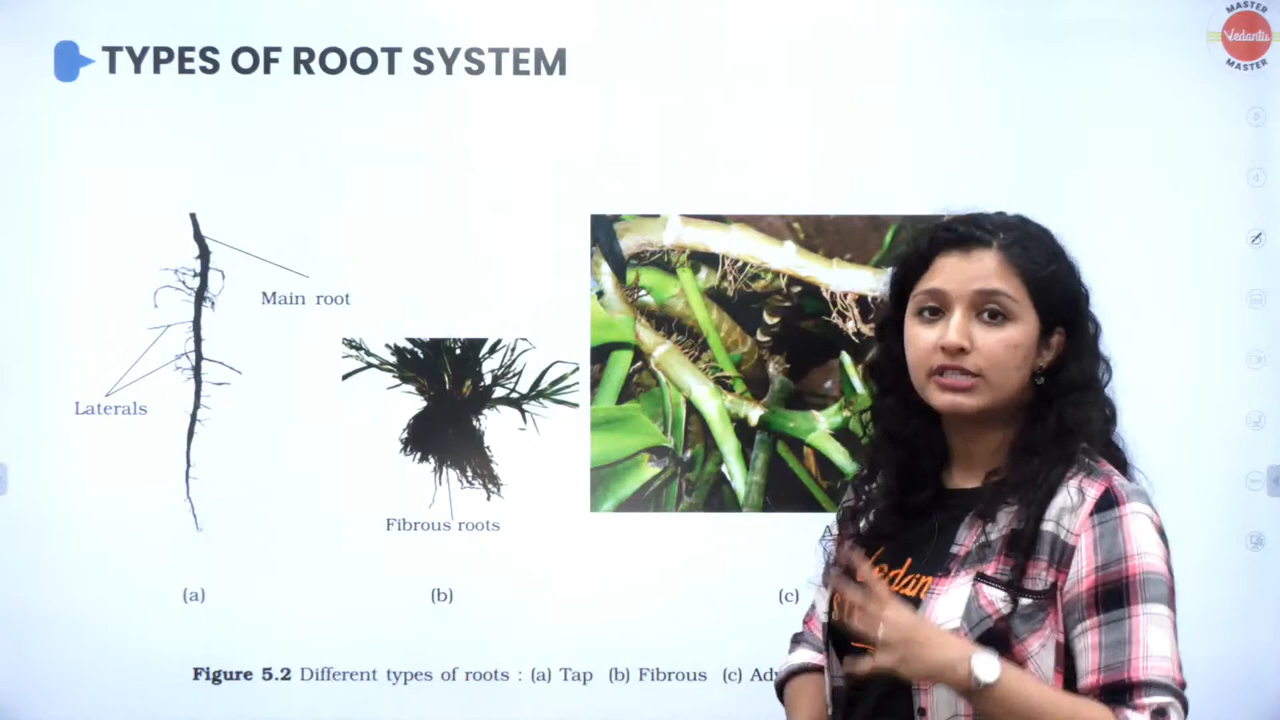 TYPES OF ROOT SYSTEM
MASTER
Vedantu
MASTER
Main root
Laterals
Fibrous roots
(a)
(b)
(c)
Figure 5.2 Different types of roots : (a) Tap (b) Fibrous (c)